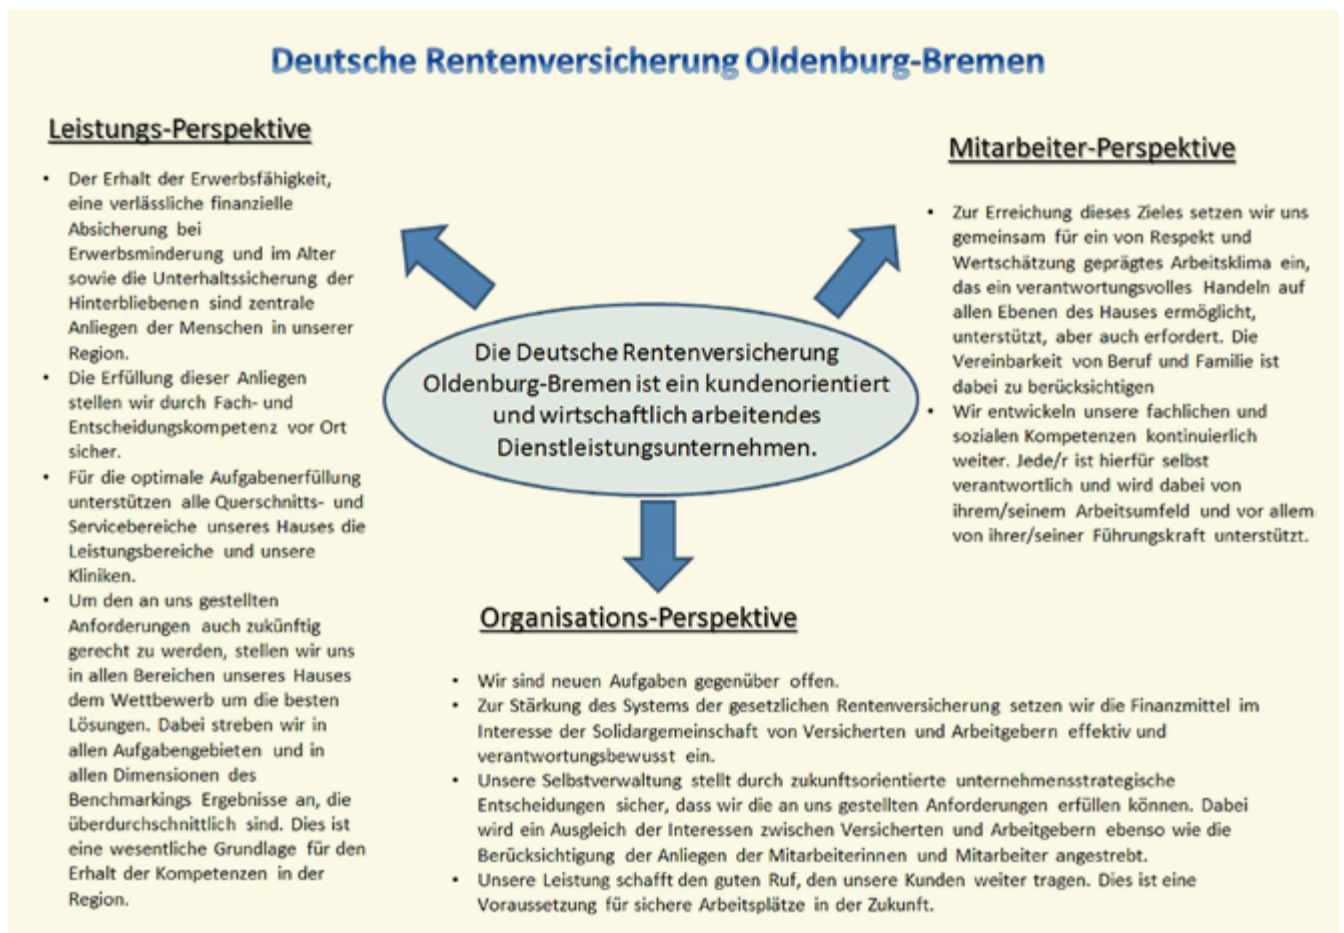 Deutsche Rentenversicherung Oldenburg-Bremen
Leistungs-Perspektive
• Der Erhalt der Erwerbsfähigkeit,
eine verlässliche finanzielle
Absicherung bei
Erwerbsminderung und im Alter
sowie die Unterhaltssicherung der
Hinterbliebenen sind zentrale
Anliegen der Menschen in unserer
Region.
• Die Erfüllung dieser Anliegen
stellen wir durch Fach- und
Entscheidungskompetenz vor Ort
sicher.
• Für die optimale Aufgabenerfüllung
unterstützen alle Querschnitts- und
Servicebereiche unseres Hauses die
Leistungsbereiche und unsere
Kliniken.
• Um den an uns gestellten
Anforderungen auch zukünftig
gerecht zu werden, stellen wir uns
in allen Bereichen unseres Hauses
dem Wettbewerb um die besten
Lösungen. Dabei streben wir in
allen Aufgabengebieten und in
allen Dimensionen des
Benchmarkings Ergebnisse an, die
überdurchschnittlich sind. Dies ist
eine wesentliche Grundlage für den
Erhalt der Kompetenzen in der
Region.
Die Deutsche Rentenversicherung
Oldenburg-Bremen ist ein kundenorientiert
und wirtschaftlich arbeitendes
Dienstleistungsunternehmen.
Mitarbeiter-Perspektive
• Zur Erreichung dieses Zieles setzen wir uns
gemeinsam für ein von Respekt und
Wertschätzung geprägtes Arbeitsklima ein,
das ein verantwortungsvolles Handeln auf
allen Ebenen des Hauses ermöglicht,
unterstützt, aber auch erfordert. Die
Vereinbarkeit von Beruf und Familie ist
dabei zu berücksichtigen
• Wir entwickeln unsere fachlichen und
sozialen Kompetenzen kontinuierlich
weiter. Jede/r ist hierfür selbst
verantwortlich und wird dabei von
ihrem/seinem Arbeitsumfeld und vor allem
von ihrer/seiner Führungskraft unterstützt.
Organisations-Perspektive
• Wir sind neuen Aufgaben gegenüber offen.
• Zur Stärkung des Systems der gesetzlichen Rentenversicherung setzen wir die Finanzmittel im
Interesse der Solidargemeinschaft von Versicherten und Arbeitgebern effektiv und
verantwortungsbewusst ein.
• Unsere Selbstverwaltung stellt durch zukunftsorientierte unternehmensstrategische
Entscheidungen sicher, dass wir die an uns gestellten Anforderungen erfüllen können. Dabei
wird ein Ausgleich der Interessen zwischen Versicherten und Arbeitgebern ebenso wie die
Berücksichtigung der Anliegen der Mitarbeiterinnen und Mitarbeiter angestrebt.
• Unsere Leistung schafft den guten Ruf, den unsere Kunden weiter tragen. Dies ist eine
Voraussetzung für sichere Arbeitsplätze in der Zukunft.